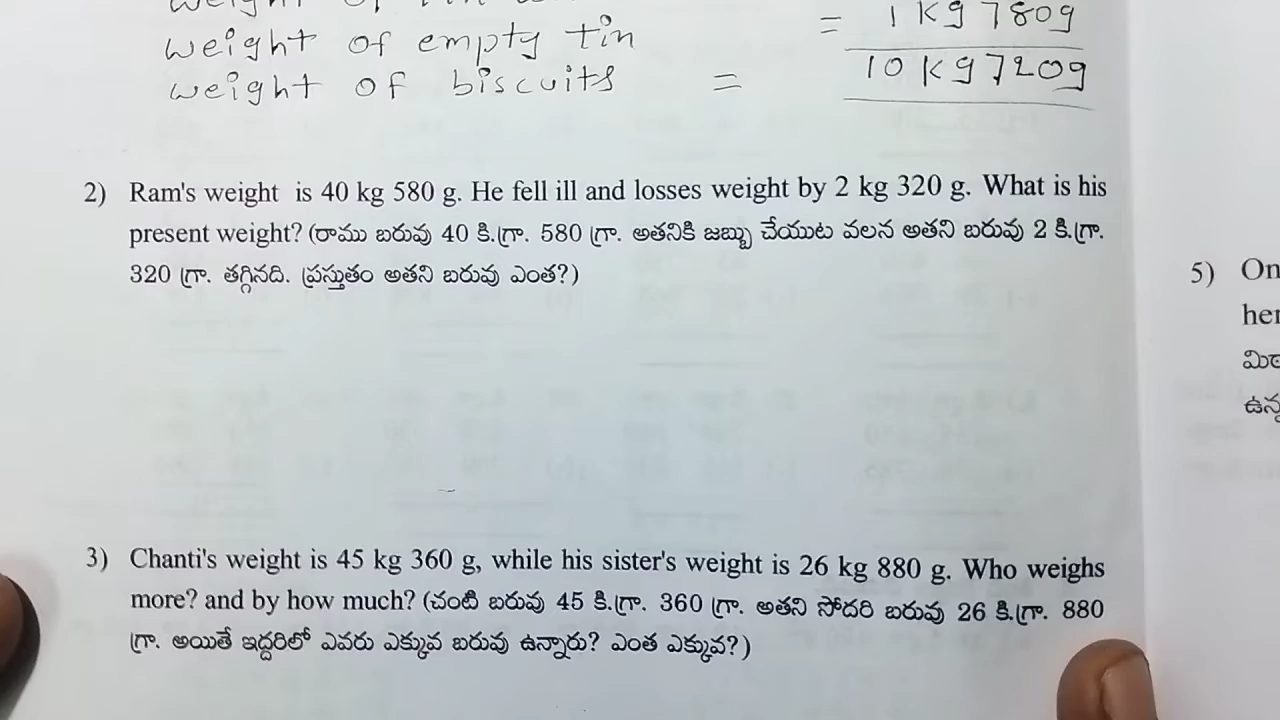 weight of
weight of empty tin = 1 kg 780g
weight of biscuits = 10 kg 720g
2) Ram's weight is 40 kg 580 g. He fell ill and losses weight by 2 kg 320 g. What is his
present weight? (రాము బరువు 40 కి.గ్రా. 580 గ్రా. అతనికి జబ్బు చేయుట వలన అతని బరువు 2 కి.గ్రా.
320 గ్రా. తగ్గినది. ప్రస్తుతం అతని బరువు ఎంత?)
3) Chanti's weight is 45 kg 360 g, while his sister's weight is 26 kg 880 g. Who weighs
more? and by how much? (చంటి బరువు 45 కి.గ్రా. 360 గ్రా. అతని సోదరి బరువు 26 కి.గ్రా. 880
గ్రా. అయితే ఇద్దరిలో ఎవరు ఎక్కువ బరువు ఉన్నారు? ఎంత ఎక్కువ?)
5) On
her